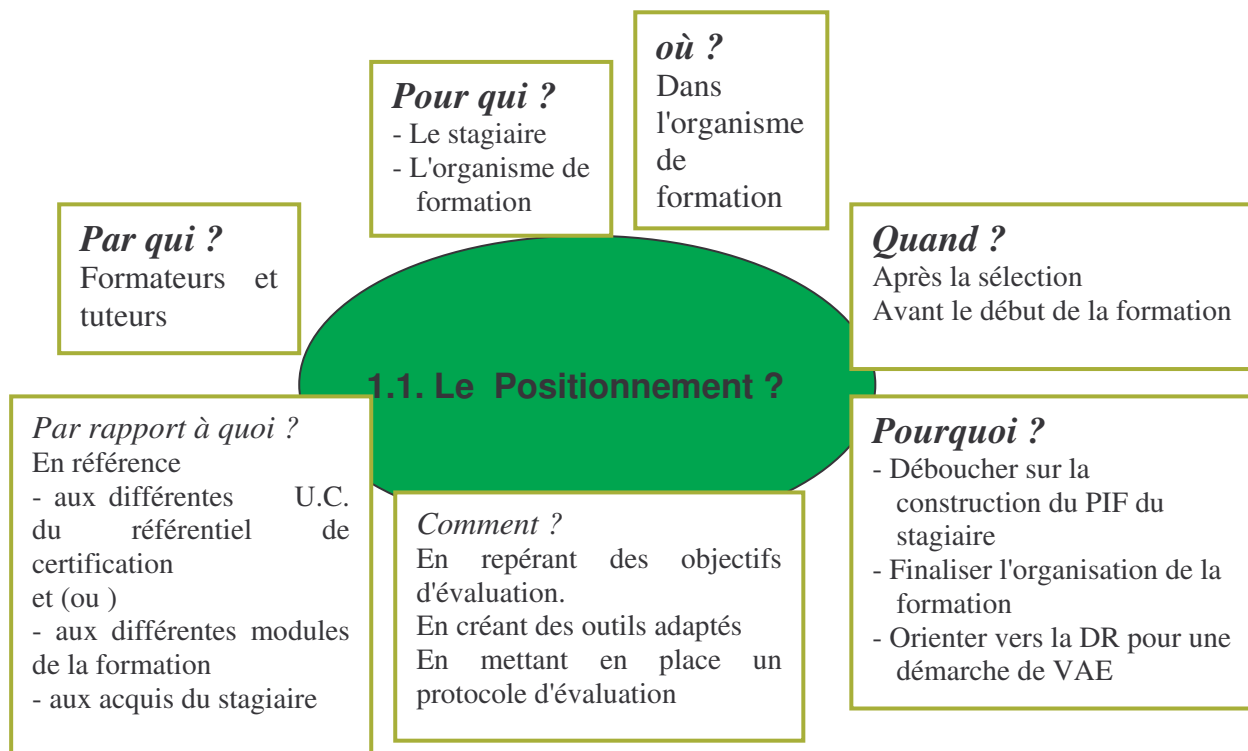 où ?
Dans
l'organisme
de
formation
Pour qui ?
- Le stagiaire
- L'organisme de
formation
Par qui ?
Formateurs et
tuteurs
Quand ?
Après la sélection
Avant le début de la formation
1.1. Le Positionnement ?
Par rapport à quoi ?
En référence
- aux différentes U.C.
du référentiel de
certification
et (ou )
- aux différentes modules
de la formation
- aux acquis du stagiaire
Comment ?
En repérant des objectifs
d'évaluation.
En créant des outils adaptés
En mettant en place un
protocole d'évaluation
Pourquoi ?
- Déboucher sur la
construction du PIF du
stagiaire
- Finaliser l'organisation de la
formation
- Orienter vers la DR pour une
démarche de VAE